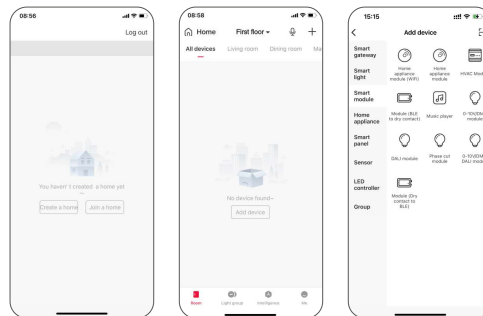 08:56
Log out
You haven't created a home yet
Create a home
Join a home
08:58
Home
First floor
All devices
Living room
Dining room
Ma
No device found~
Add device
Room
Light group
Intelligence
Me
15:15
Add device
Smart
gateway
Smart
light
Smart
module
Home
appliance
Smart
panel
Sensor
LED
controller
Group
Home
appliance
module (WiFi)
Home
appliance
module
HVAC Mod
Module (BLE
to dry contact)
Music player
0-10V/DM
module
DALI module
Phase cut
module
0-10V/DM
DALI modu
Module (Dry
contact to
BLE)